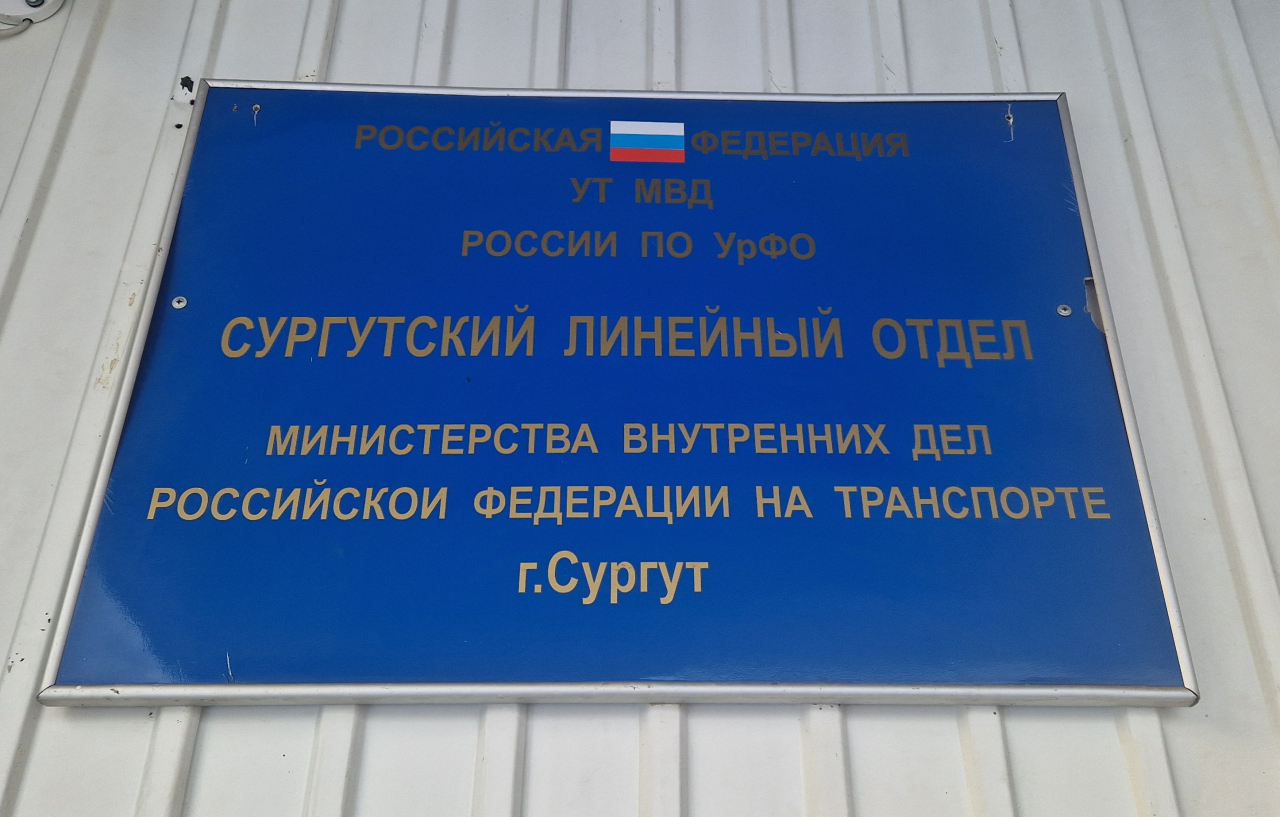 РОССИЙСКАЯ ФЕДЕРАЦИЯ
УТ МВД
РОССИИ ПО УрФО
СУРГУТСКИЙ ЛИНЕЙНЫЙ ОТДЕЛ
МИНИСТЕРСТВА ВНУТРЕННИХ ДЕЛ
РОССИЙСКОИ ФЕДЕРАЦИИ НА ТРАНСПОРТЕ
г.Сургут